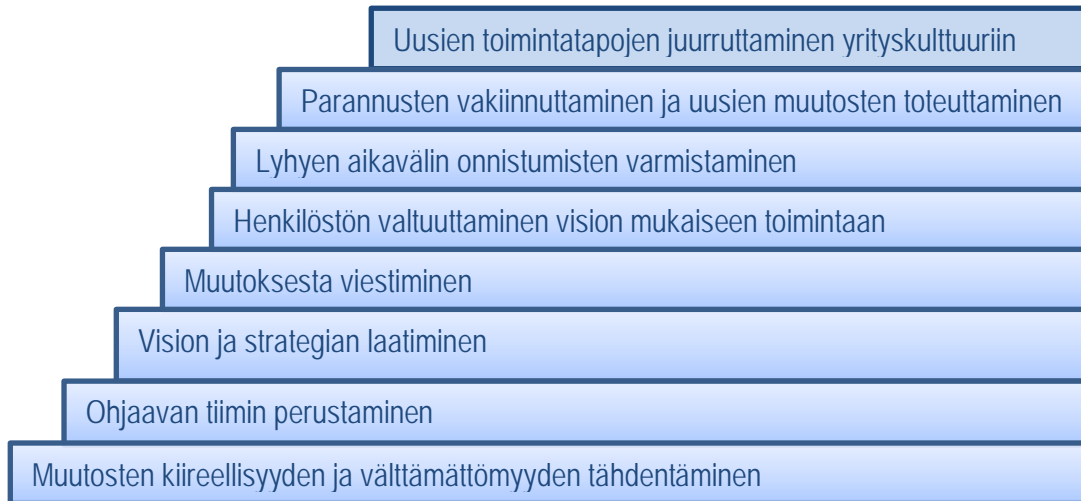 Uusien toimintatapojen juurruttaminen yrityskulttuuriin
Parannusten vakiinnuttaminen ja uusien muutosten toteuttaminen
Lyhyen aikavälin onnistumisten varmistaminen
Henkilöstön valtuuttaminen vision mukaiseen toimintaan
Muutoksesta viestiminen
Vision ja strategian laatiminen
Ohjaavan tiimin perustaminen
Muutosten kiireellisyyden ja välttämättömyyden tähdentäminen